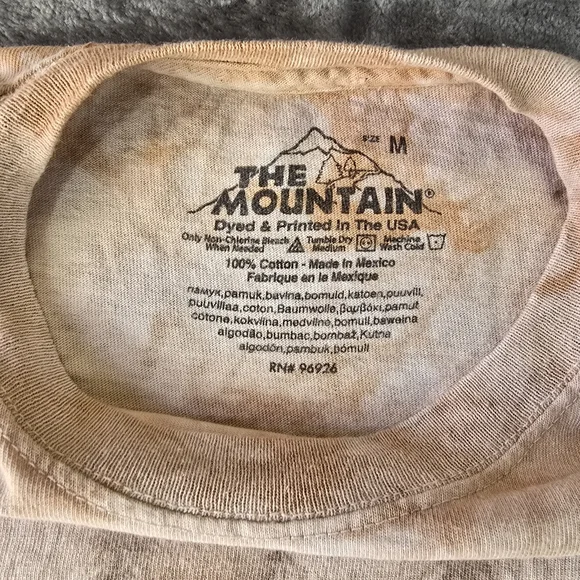 SIZE M
THE
MOUNTAIN®
Dyed & Printed In The USA
Only Non-Chlorine Bleach When Needed
Tumble Dry Medium
Machine Wash Cold
100% Cotton - Made in Mexico
Fabrique en le Mexique
памук,pamuk,bavlna,bomuld,katoen,puuvill,
puuvillaa,coton,Baumwolle,βαμβάκι,pamut
cotone,kokvilna,medvilne,bomull,bawelna
algodão,bumbac,bombaž,Kutna
algodón,pambuk,bómull
RN# 96926